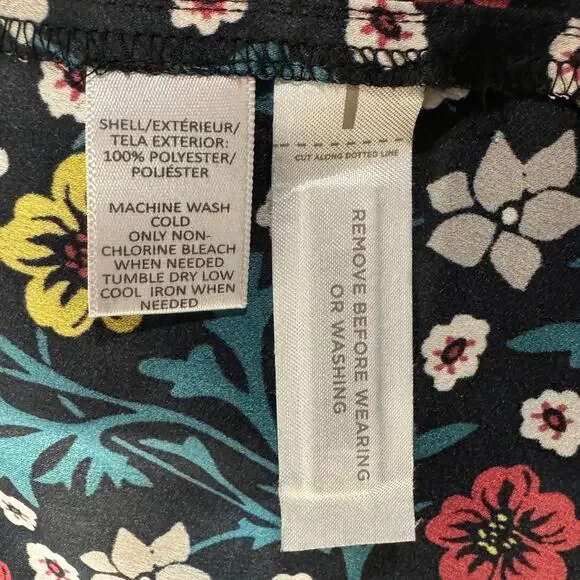 SHELL/EXTÉRIEUR/
TELA EXTERIOR:
100% POLYESTER/
POLIÉSTER
MACHINE WASH
COLD
ONLY NON-
CHLORINE BLEACH
WHEN NEEDED
TUMBLE DRY LOW
COOL IRON WHEN
NEEDED
CUT ALONG DOTTED LINE
REMOVE BEFORE WEARING
OR WASHING